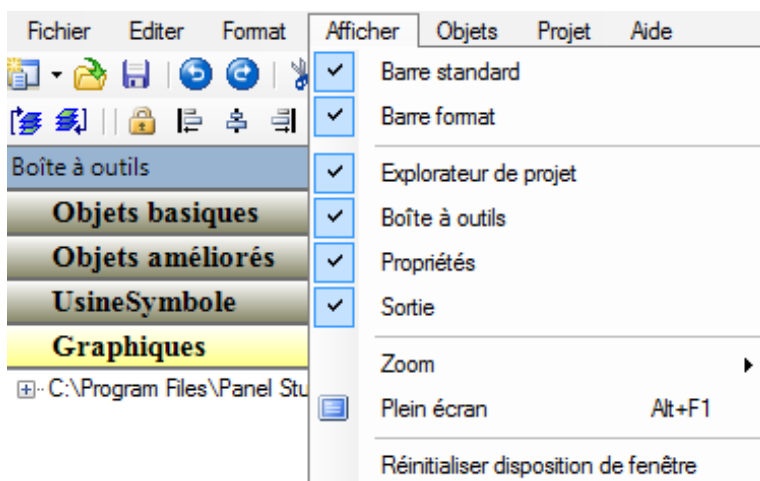 Fichier Editer Format Afficher Objets Projet Aide
Barre standard
Barre format
Boîte à outils
Explorateur de projet
Objets basiques
Boîte à outils
Objets améliorés
Propriétés
UsineSymbole
Sortie
Graphiques
Zoom
C:\Program Files\Panel Stu
Plein écran Alt+F1
Réinitialiser disposition de fenêtre